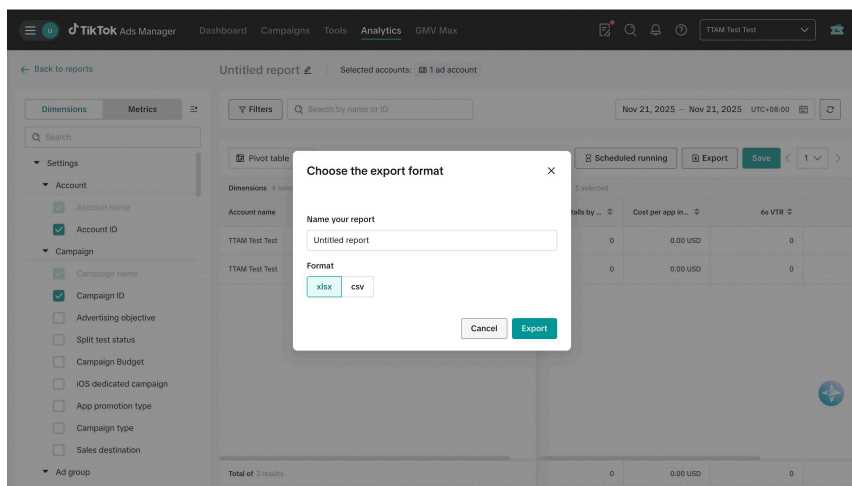 U TikTok Ads Manager Dashboard Campaigns Tools Analytics GMV Max TTAM Test Test
← Back to reports Untitled report Selected accounts: 1 ad account
Dimensions Metrics Filters Search by name or ID Nov 21, 2025 – Nov 21, 2025 UTC+08:00
Search
Settings Pivot table Scheduled running Export Save 1
Account Dimensions 5 selected
Account name Account name Cost per app in... 6s VTR
Account ID TTAM Test Test 0 0.00 USD 0
Campaign
Campaign name TTAM Test Test 0 0.00 USD 0
Campaign ID
Advertising objective
Split test status
Campaign Budget
iOS dedicated campaign
App promotion type
Campaign type
Sales destination
Ad group Total of 2 results 0 0.00 USD 0
Choose the export format
Name your report
Untitled report
Format
xlsx csv
Cancel Export